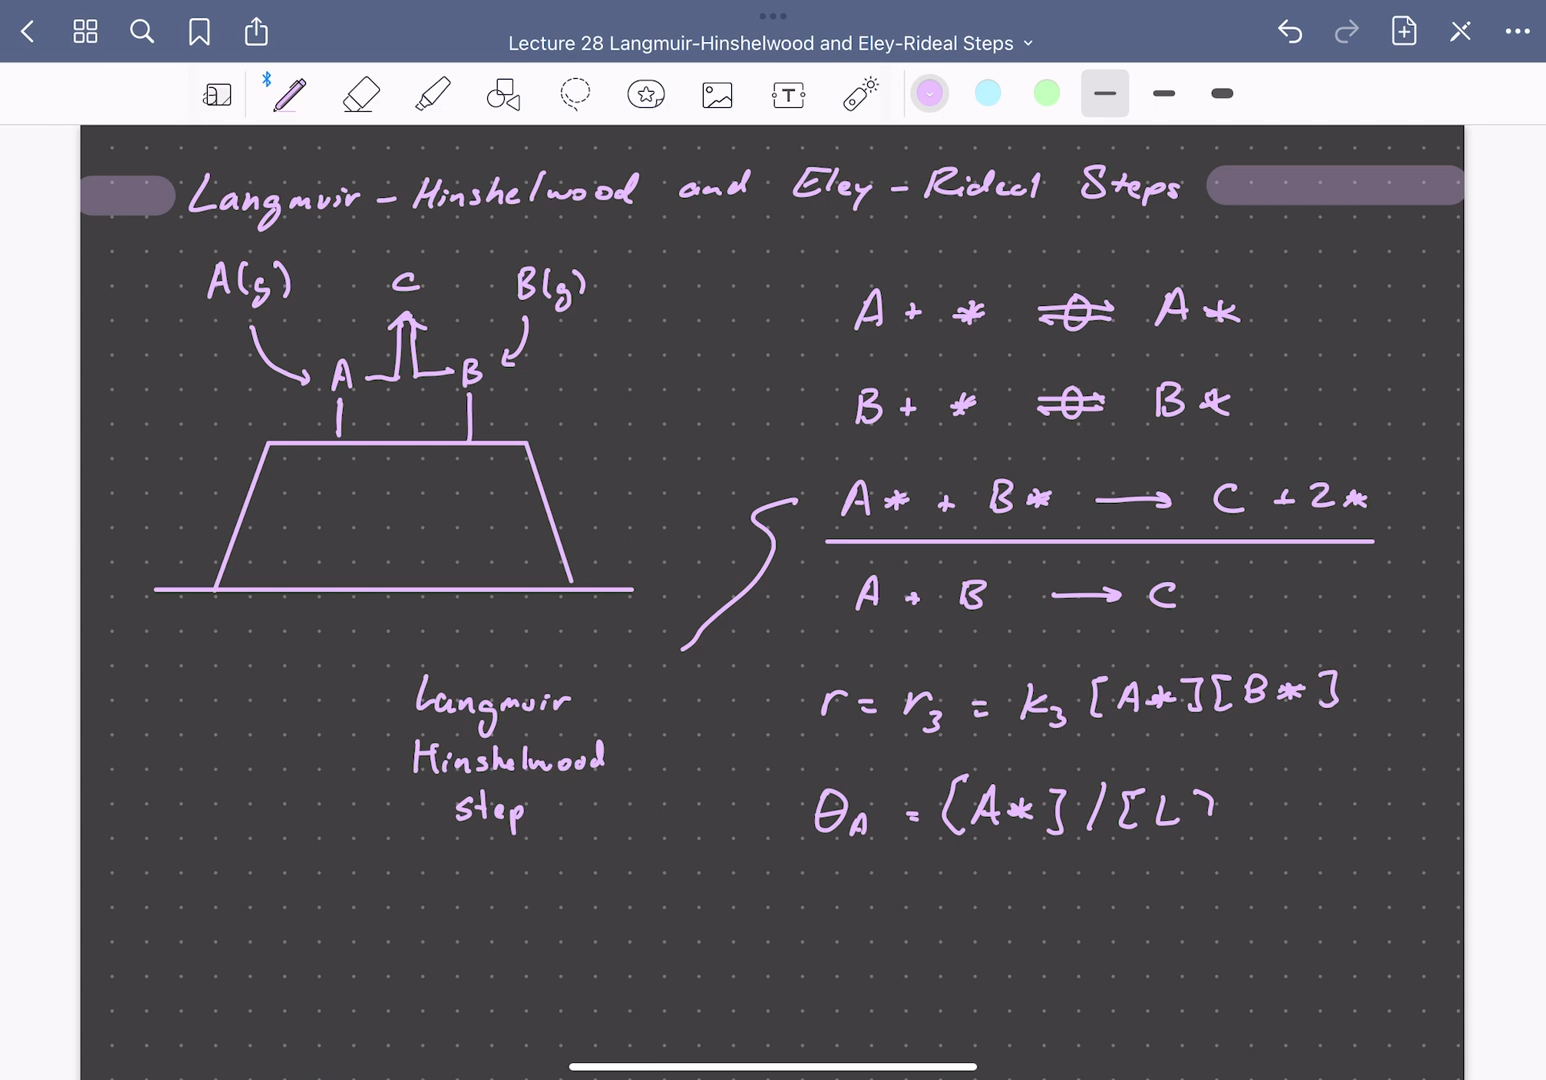 Lecture 28 Langmuir-Hinshelwood and Eley-Rideal Steps
Langmuir - Hinshelwood and Eley - Rideal Steps
A(g) C B(g)
A B
A + * ⇌ A *
B + * ⇌ B *
A * + B * → C + 2 *
A + B → C
Langmuir
Hinshelwood
step
r = r₃ = k₃ [A*][B*]
θ_A = [A*] / [L]